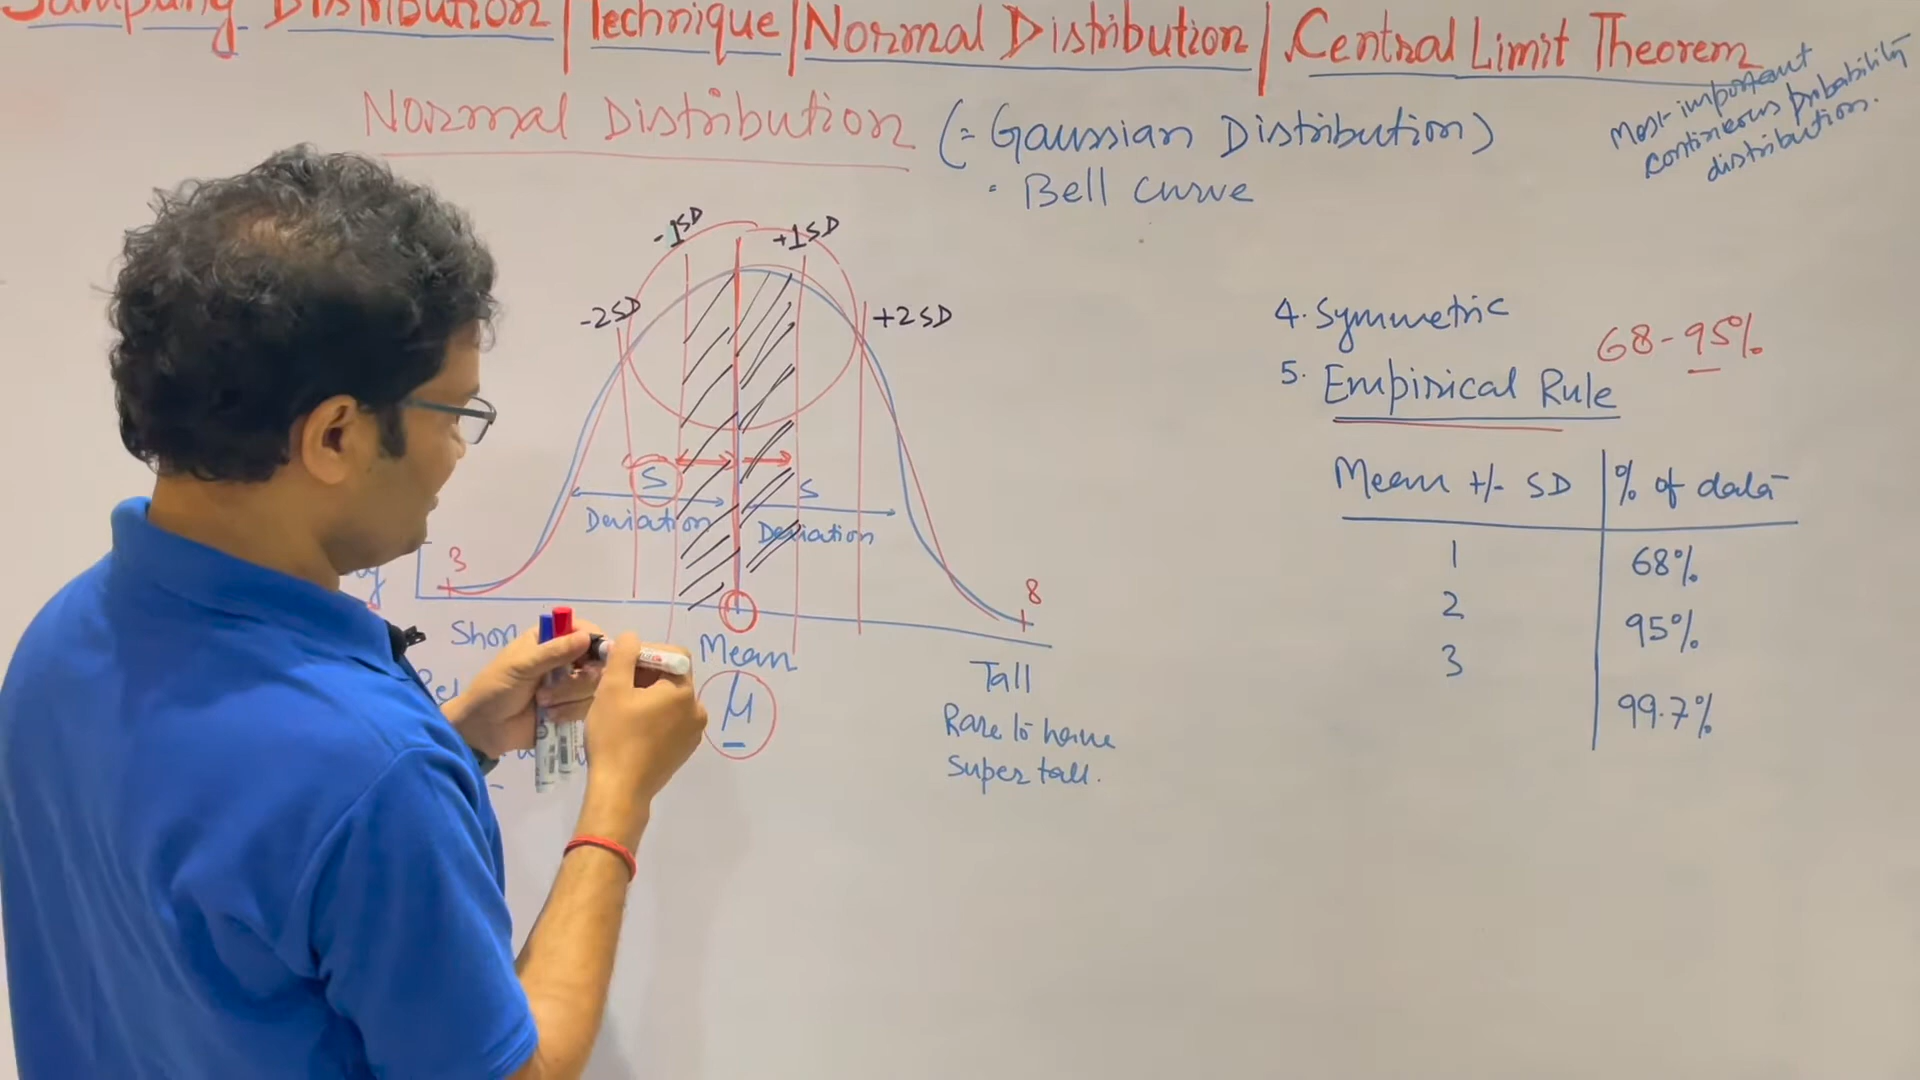 Sampling Distribution | Technique | Normal Distribution | Central Limit Theorem
Most important
continuous probability
distribution.
Normal Distribution (= Gaussian Distribution)
• Bell Curve
-1SD +1SD
-2SD +2SD
S S
Deviation Deviation
3 8
Mean
μ
Tall
Rare to have
super tall.
4. Symmetric
68-95%
5. Empirical Rule
Mean +/- SD % of data
1 68%
2 95%
3 99.7%